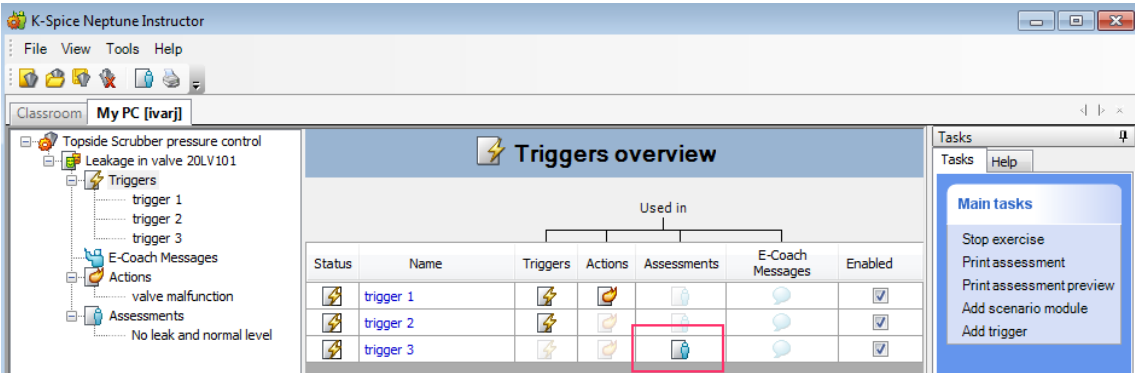 K-Spice Neptune Instructor
File View Tools Help
Classroom My PC [ivarj]
Topside Scrubber pressure control
Leakage in valve 20LV101
Triggers
trigger 1
trigger 2
trigger 3
E-Coach Messages
Actions
valve malfunction
Assessments
No leak and normal level
Triggers overview
Used in
Status Name Triggers Actions Assessments E-Coach Messages Enabled
trigger 1
trigger 2
trigger 3
Tasks
Tasks Help
Main tasks
Stop exercise
Print assessment
Print assessment preview
Add scenario module
Add trigger